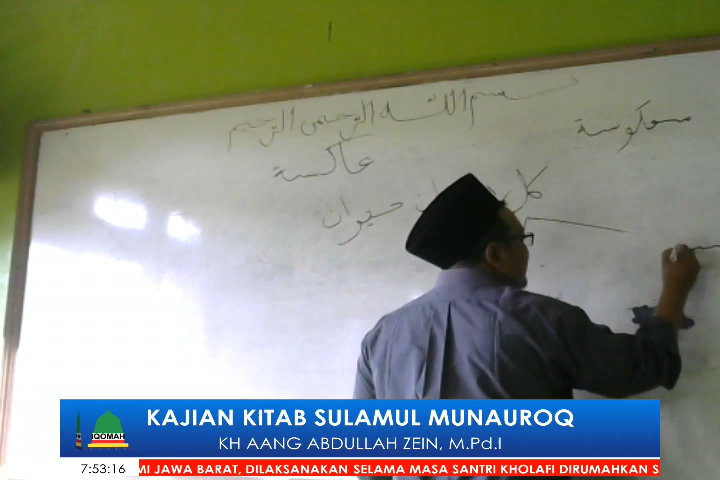 بسم الله الرحمن الرحيم
معكوسة
عاكسة
كل حيوان
KAJIAN KITAB SULAMUL MUNAUROQ
KH AANG ABDULLAH ZEIN, M.Pd.I
IQOMAH
7:53:16 MI JAWA BARAT, DILAKSANAKAN SELAMA MASA SANTRI KHOLAFI DIRUMAHKAN S